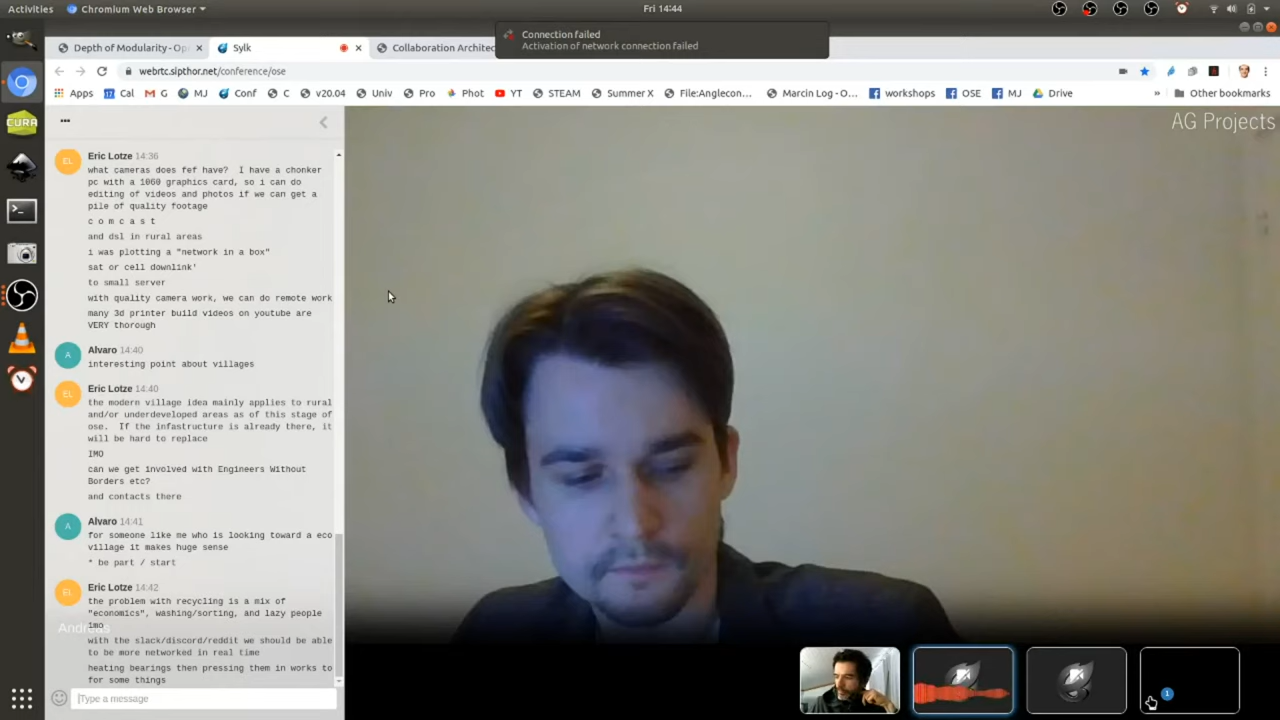 Activities
Chromium Web Browser
Fri 14:44
Connection failed
Activation of network connection failed
Depth of Modularity - Op
Sylk
Collaboration Architec
webrtc.sipthor.net/conference/ose
Apps
Cal
G
MJ
Conf
C
v20.04
Univ
Pro
Phot
YT
STEAM
Summer X
File:Anglecon...
Marcin Log - O...
workshops
OSE
MJ
Drive
»
Other bookmarks
CURA
AG Projects
EL
Eric Lotze 14:36
what cameras does fef have? I have a chonker
pc with a 1060 graphics card, so i can do
editing of videos and photos if we can get a
pile of quality footage
c o m c a s t
and dsl in rural areas
i was plotting a "network in a box"
sat or cell downlink'
to small server
with quality camera work, we can do remote work
many 3d printer build videos on youtube are
VERY thorough
A
Alvaro 14:40
interesting point about villages
EL
Eric Lotze 14:40
the modern village idea mainly applies to rural
and/or underdeveloped areas as of this stage of
ose. If the infastructure is already there, it
will be hard to replace
IMO
can we get involved with Engineers Without
Borders etc?
and contacts there
A
Alvaro 14:41
for someone like me who is looking toward a eco
village it makes huge sense
* be part / start
EL
Eric Lotze 14:42
the problem with recycling is a mix of
"economics", washing/sorting, and lazy people
imo
Andreas
with the slack/discord/reddit we should be able
to be more networked in real time
heating bearings then pressing them in works to
for some things
Type a message
1